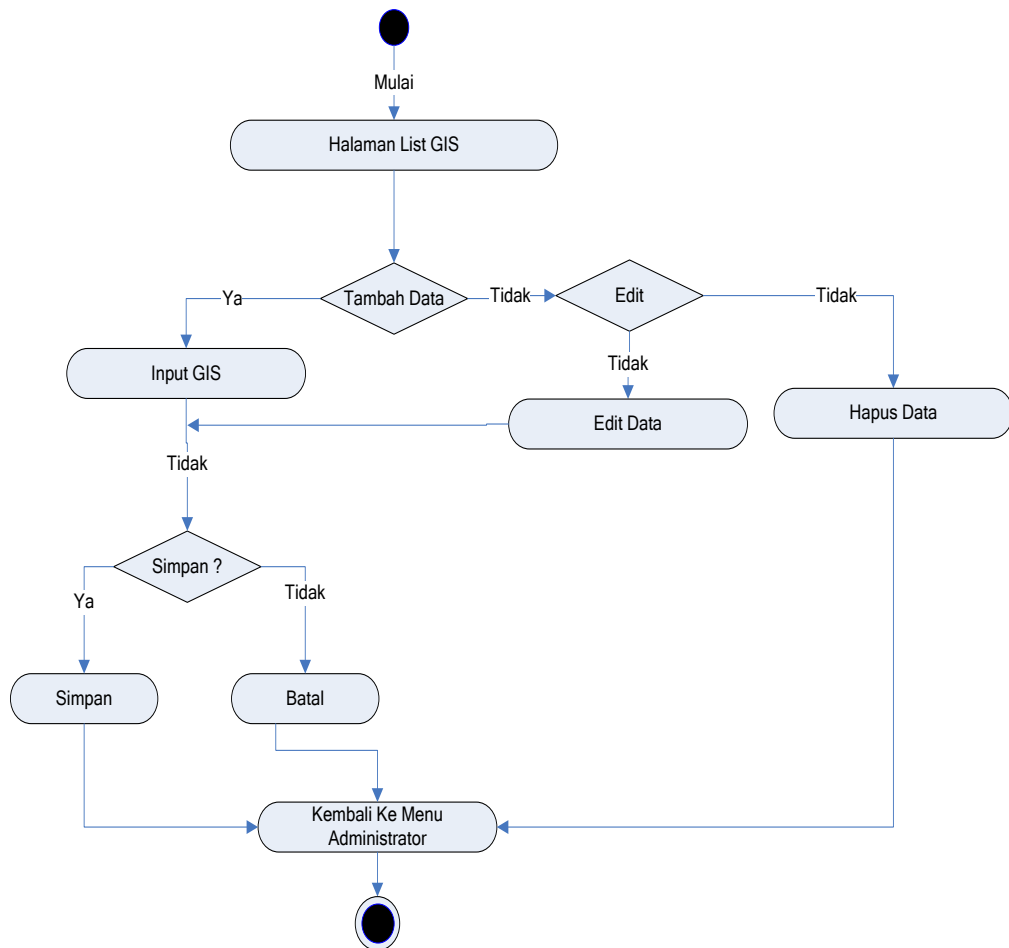 Mulai
Halaman List GIS
Tambah Data
Ya
Tidak
Edit
Tidak
Tidak
Input GIS
Edit Data
Hapus Data
Tidak
Simpan ?
Ya
Tidak
Simpan
Batal
Kembali Ke Menu
Administrator